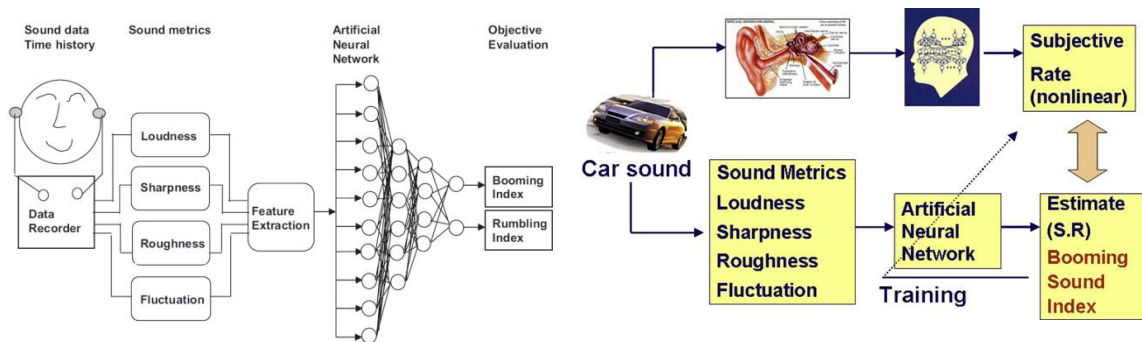 Sound data
Time history
Sound metrics
Artificial
Neural
Network
Objective
Evaluation
Loudness
Sharpness
Roughness
Fluctuation
Data
Recorder
Feature
Extraction
Booming
Index
Rumbling
Index
Car sound
Subjective
Rate
(nonlinear)
Sound Metrics
Loudness
Sharpness
Roughness
Fluctuation
Artificial
Neural
Network
Training
Estimate
(S.R)
Booming
Sound
Index